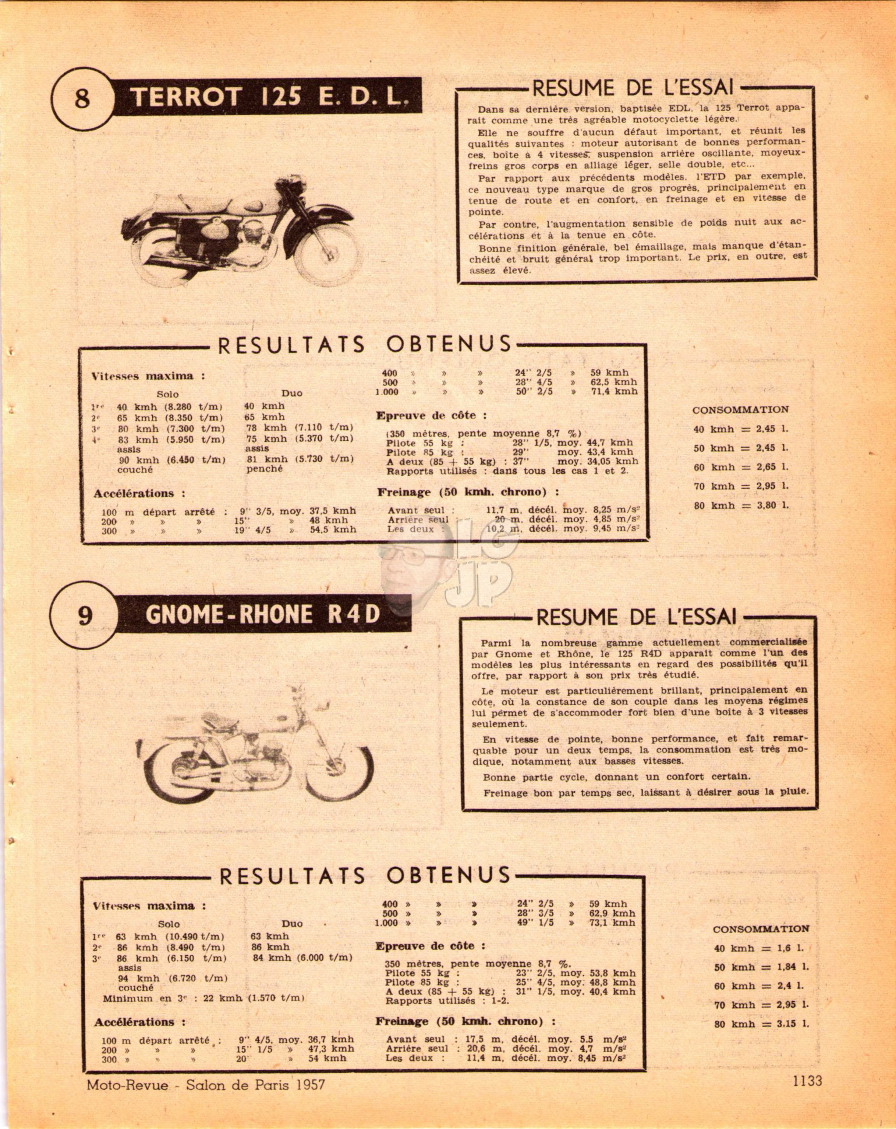 8 TERROT 125 E. D. L.
RESUME DE L'ESSAI
Dans sa dernière version, baptisée EDL, la 125 Terrot appa-
rait comme une très agréable motocyclette légère.
Elle ne souffre d'aucun défaut important, et réunit les
qualités suivantes : moteur autorisant de bonnes performan-
ces, boite à 4 vitesses, suspension arrière oscillante, moyeux-
freins gros corps en alliage léger, selle double, etc...
Par rapport aux précédents modèles, l'ETD par exemple,
ce nouveau type marque de gros progrès, principalement en
tenue de route et en confort, en freinage et en vitesse de
pointe.
Par contre, l'augmentation sensible de poids nuit aux ac-
célérations et à la tenue en côte.
Bonne finition générale, bel émaillage, mais manque d'étan-
chéité et bruit général trop important. Le prix, en outre, est
assez élevé.
RESULTATS OBTENUS
Vitesses maxima :
Solo Duo
1re 40 kmh (8.280 t/m) 40 kmh
2e 65 kmh (8.350 t/m) 65 kmh
3e 80 kmh (7.300 t/m) 78 kmh (7.110 t/m)
4e 83 kmh (5.950 t/m) 75 kmh (5.370 t/m)
assis assis
90 kmh (6.450 t/m) 81 kmh (5.730 t/m)
couché penché
Accélérations :
100 m départ arrêté : 9" 3/5, moy. 37,5 kmh
200 » » » 15" » 48 kmh
300 » » » 19" 4/5 » 54,5 kmh
400 » » » 24" 2/5 » 59 kmh
500 » » » 28" 4/5 » 62,5 kmh
1.000 » » » 50" 2/5 » 71,4 kmh
Epreuve de côte :
(350 mètres, pente moyenne 8,7 %)
Pilote 55 kg : 28" 1/5, moy. 44,7 kmh
Pilote 85 kg : 29" moy. 43,4 kmh
A deux (85 + 55 kg) : 37" moy. 34,05 kmh
Rapports utilisés : dans tous les cas 1 et 2.
Freinage (50 kmh. chrono) :
Avant seul : 11,7 m, décél. moy. 8,25 m/s²
Arrière seul : 20 m, décél. moy. 4,85 m/s²
Les deux : 10,2 m, décél. moy. 9,45 m/s²
CONSOMMATION
40 kmh = 2,45 l.
50 kmh = 2,45 l.
60 kmh = 2,65 l.
70 kmh = 2,95 l.
80 kmh = 3,80 l.
LG
JP
9 GNOME-RHONE R4D
RESUME DE L'ESSAI
Parmi la nombreuse gamme actuellement commercialisée
par Gnome et Rhône, le 125 R4D apparait comme l'un des
modèles les plus intéressants en regard des possibilités qu'il
offre, par rapport à son prix très étudié.
Le moteur est particulièrement brillant, principalement en
côte, où la constance de son couple dans les moyens régimes
lui permet de s'accommoder fort bien d'une boite à 3 vitesses
seulement.
En vitesse de pointe, bonne performance, et fait remar-
quable pour un deux temps, la consommation est très mo-
dique, notamment aux basses vitesses.
Bonne partie cycle, donnant un confort certain.
Freinage bon par temps sec, laissant à désirer sous la pluie.
RESULTATS OBTENUS
Vitesses maxima :
Solo Duo
1re 63 kmh (10.490 t/m) 63 kmh
2e 86 kmh (8.490 t/m) 86 kmh
3e 86 kmh (6.150 t/m) 84 kmh (6.000 t/m)
assis
94 kmh (6.720 t/m)
couché
Minimum en 3e : 22 kmh (1.570 t/m)
Accélérations :
100 m départ arrêté : 9" 4/5, moy. 36,7 kmh
200 » » » 15" 1/5 » 47,3 kmh
300 » » » 20" » 54 kmh
400 » » » 24" 2/5 » 59 kmh
500 » » » 28" 3/5 » 62,9 kmh
1.000 » » » 49" 1/5 » 73,1 kmh
Epreuve de côte :
350 mètres, pente moyenne 8,7 %.
Pilote 55 kg : 23" 2/5, moy. 53,8 kmh
Pilote 85 kg : 25" 4/5, moy. 48,8 kmh
A deux (85 + 55 kg) : 31" 1/5, moy. 40,4 kmh
Rapports utilisés : 1-2.
Freinage (50 kmh. chrono) :
Avant seul : 17,5 m, décél. moy. 5.5 m/s²
Arrière seul : 20,6 m, décél. moy. 4,7 m/s²
Les deux : 11,4 m, décél. moy. 8,45 m/s²
CONSOMMATION
40 kmh = 1,6 l.
50 kmh = 1,84 l.
60 kmh = 2,4 l.
70 kmh = 2,95 l.
80 kmh = 3.15 l.
Moto-Revue - Salon de Paris 1957
1133